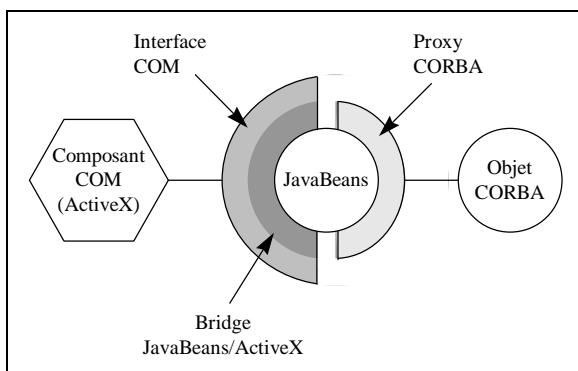 Interface
COM
Proxy
CORBA
Composant
COM
(ActiveX)
JavaBeans
Objet
CORBA
Bridge
JavaBeans/ActiveX